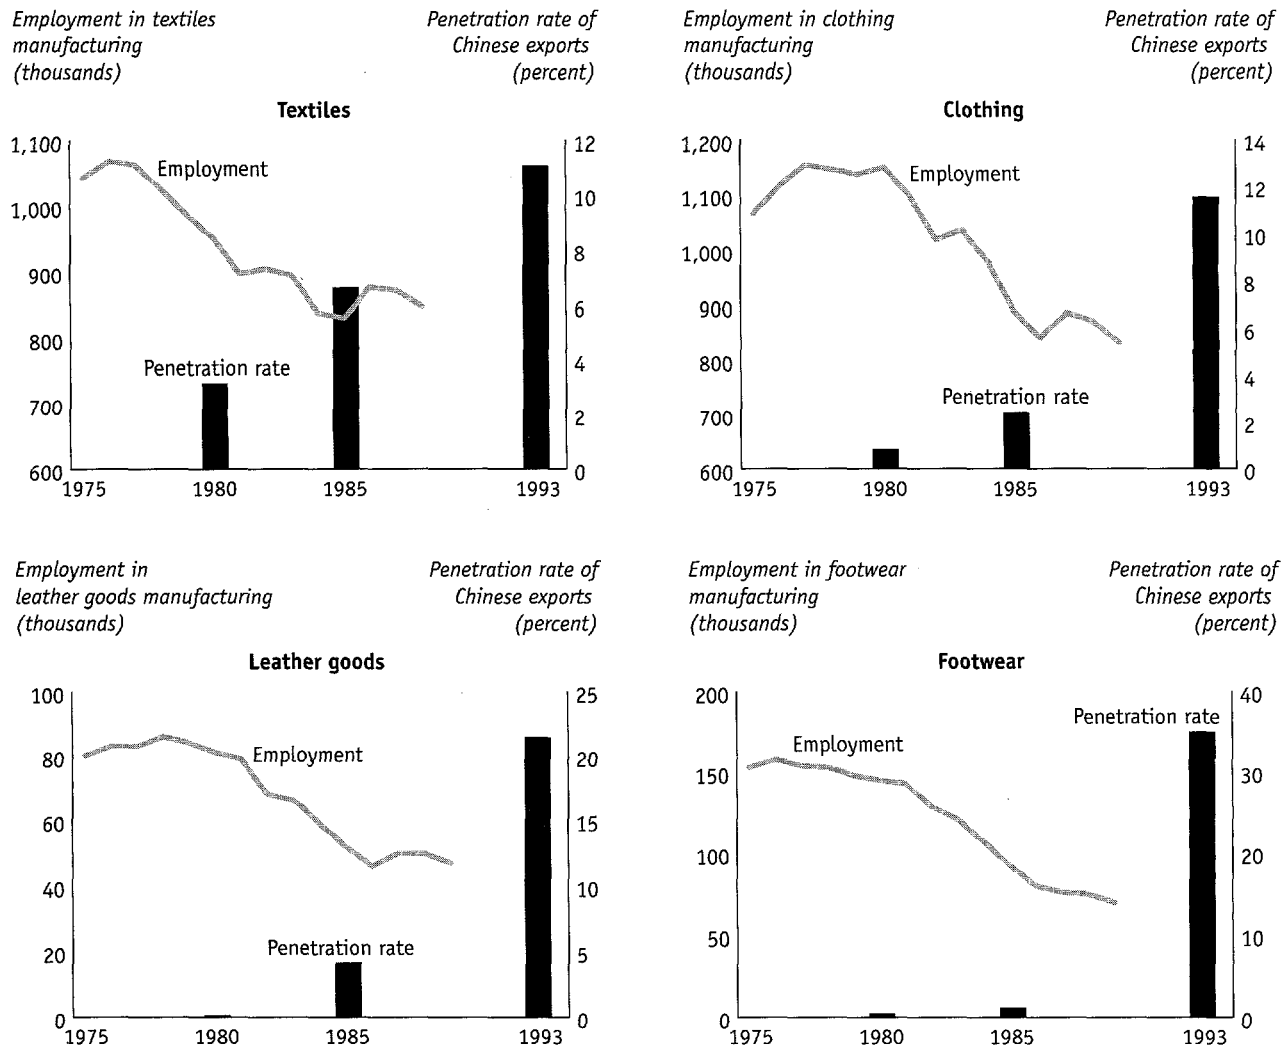 Employment in textiles manufacturing (thousands)
Penetration rate of Chinese exports (percent)
Textiles
1,100
1,000
900
800
700
600
12
10
8
6
4
2
0
Employment
Penetration rate
1975 1980 1985 1993
Employment in clothing manufacturing (thousands)
Penetration rate of Chinese exports (percent)
Clothing
1,200
1,100
1,000
900
800
700
600
14
12
10
8
6
4
2
0
Employment
Penetration rate
1975 1980 1985 1993
Employment in leather goods manufacturing (thousands)
Penetration rate of Chinese exports (percent)
Leather goods
100
80
60
40
20
0
25
20
15
10
5
0
Employment
Penetration rate
1975 1980 1985 1993
Employment in footwear manufacturing (thousands)
Penetration rate of Chinese exports (percent)
Footwear
200
150
100
50
0
40
30
20
10
0
Employment
Penetration rate
1975 1980 1985 1993